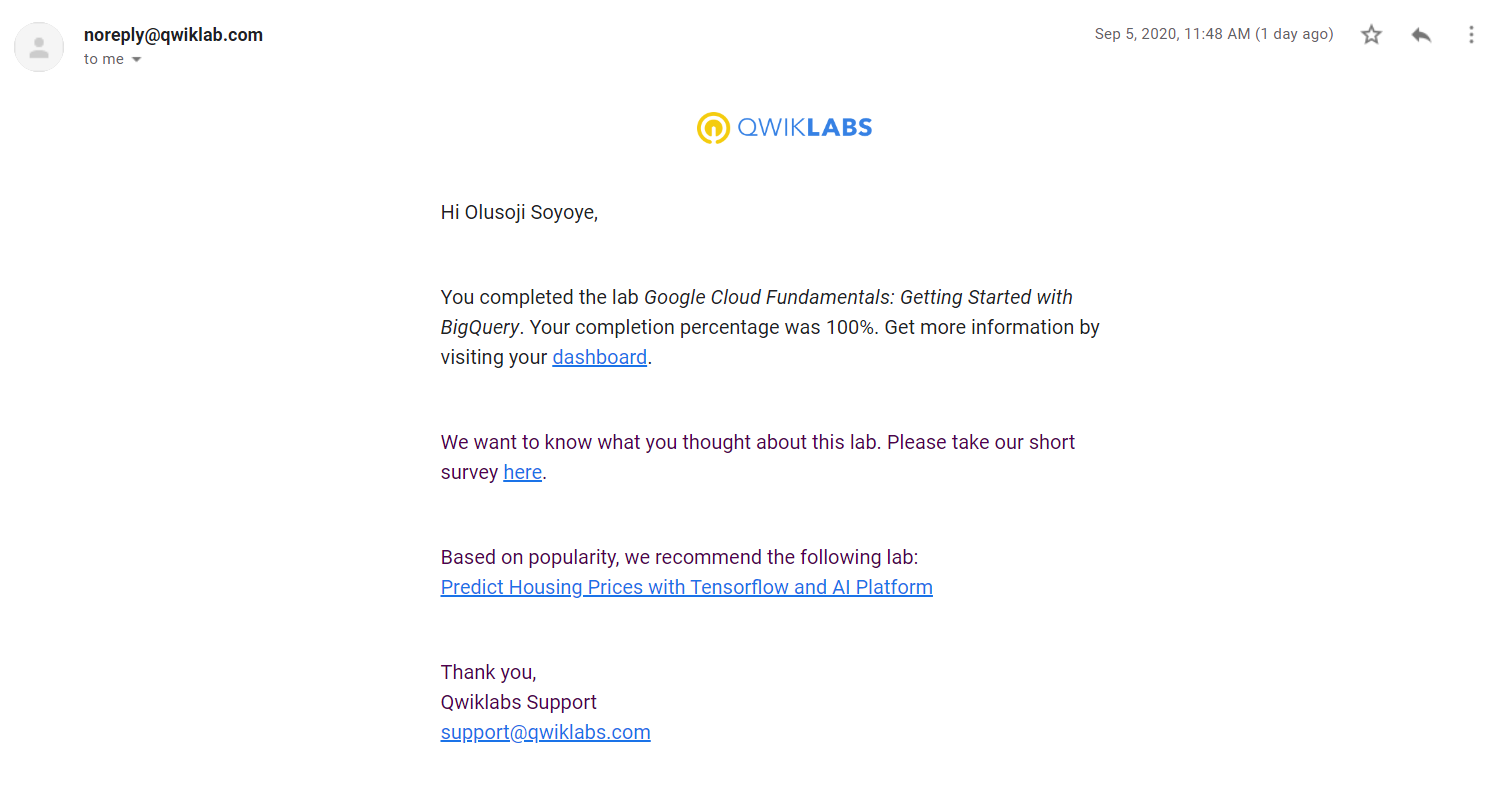 noreply@qwiklab.com
Sep 5, 2020, 11:48 AM (1 day ago)
to me
QWIKLABS
Hi Olusoji Soyoye,
You completed the lab Google Cloud Fundamentals: Getting Started with
BigQuery. Your completion percentage was 100%. Get more information by
visiting your dashboard.
We want to know what you thought about this lab. Please take our short
survey here.
Based on popularity, we recommend the following lab:
Predict Housing Prices with Tensorflow and AI Platform
Thank you,
Qwiklabs Support
support@qwiklabs.com